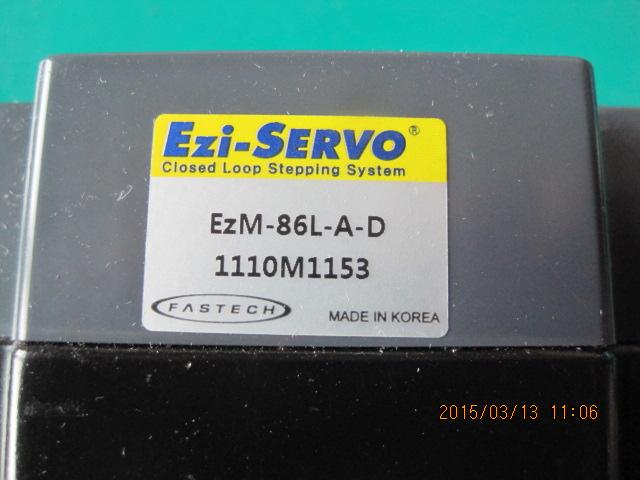 Ezi-SERVO®
Closed Loop Stepping System
EzM-86L-A-D
1110M1153
FASTECH
MADE IN KOREA
2015/03/13 11:06